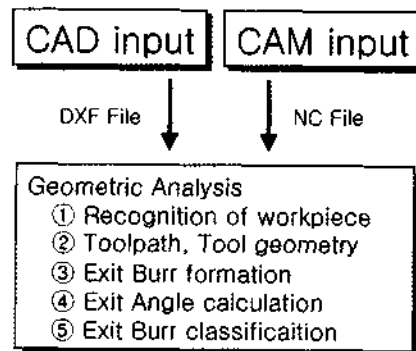 CAD input CAM input
DXF File NC File
Geometric Analysis
① Recognition of workpiece
② Toolpath, Tool geometry
③ Exit Burr formation
④ Exit Angle calculation
⑤ Exit Burr classificaition